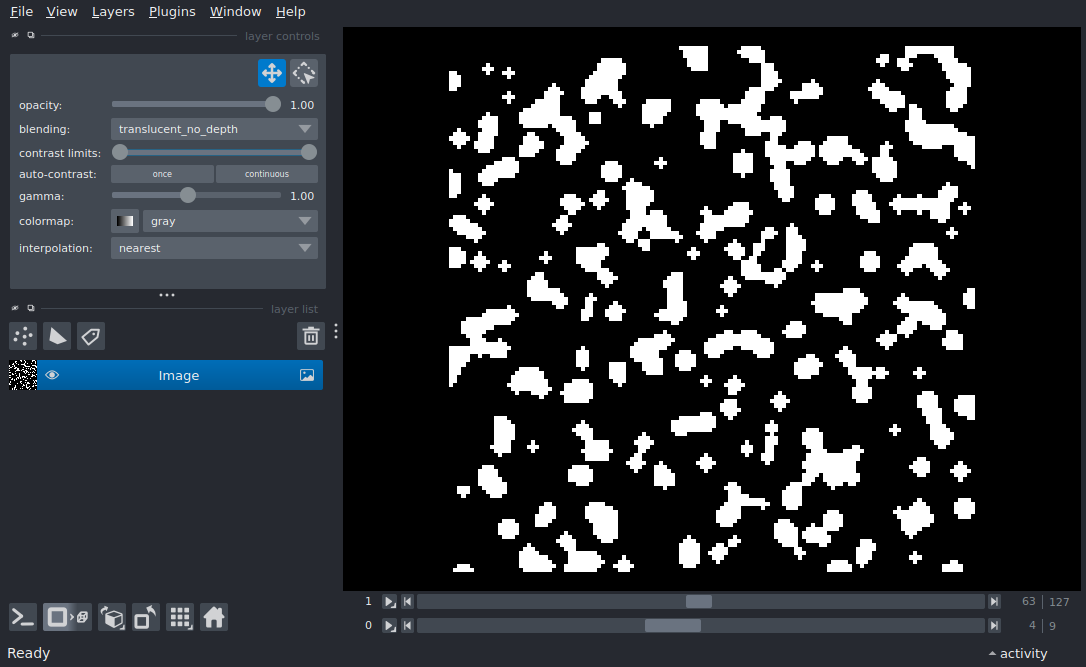 File View Layers Plugins Window Help
layer controls
opacity: 1.00
blending: translucent_no_depth
contrast limits:
auto-contrast: once continuous
gamma: 1.00
colormap: gray
interpolation: nearest
layer list
Image
1 63 127
0 4 9
Ready activity